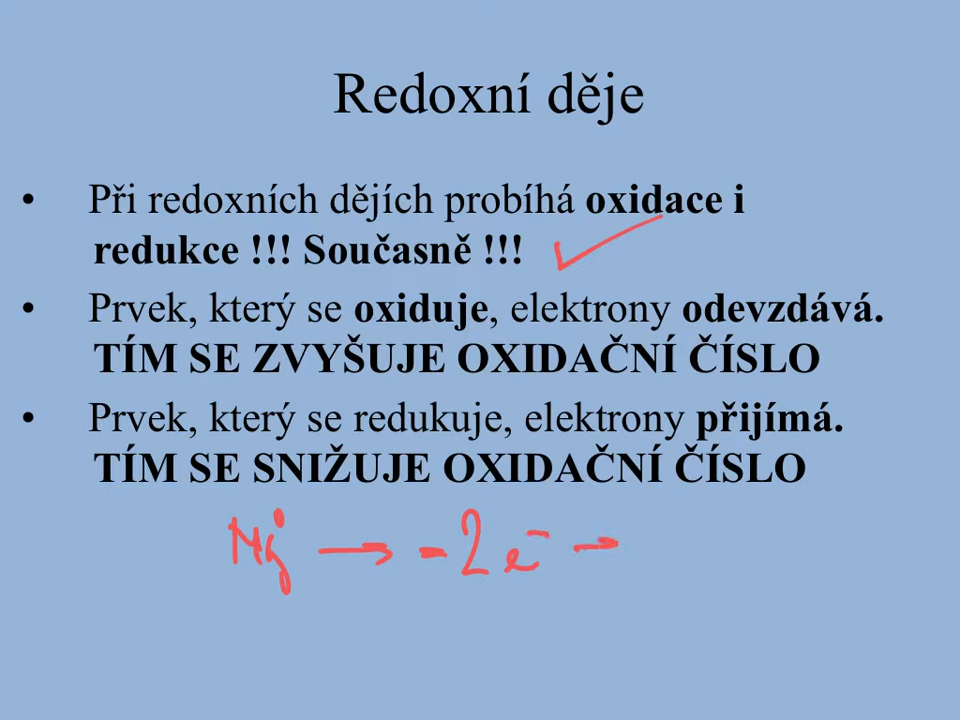 Redoxní děje
• Při redoxních dějích probíhá oxidace i
redukce !!! Současně !!!
• Prvek, který se oxiduje, elektrony odevzdává.
TÍM SE ZVYŠUJE OXIDAČNÍ ČÍSLO
• Prvek, který se redukuje, elektrony přijímá.
TÍM SE SNIŽUJE OXIDAČNÍ ČÍSLO
Mg⁰ → -2e⁻ →